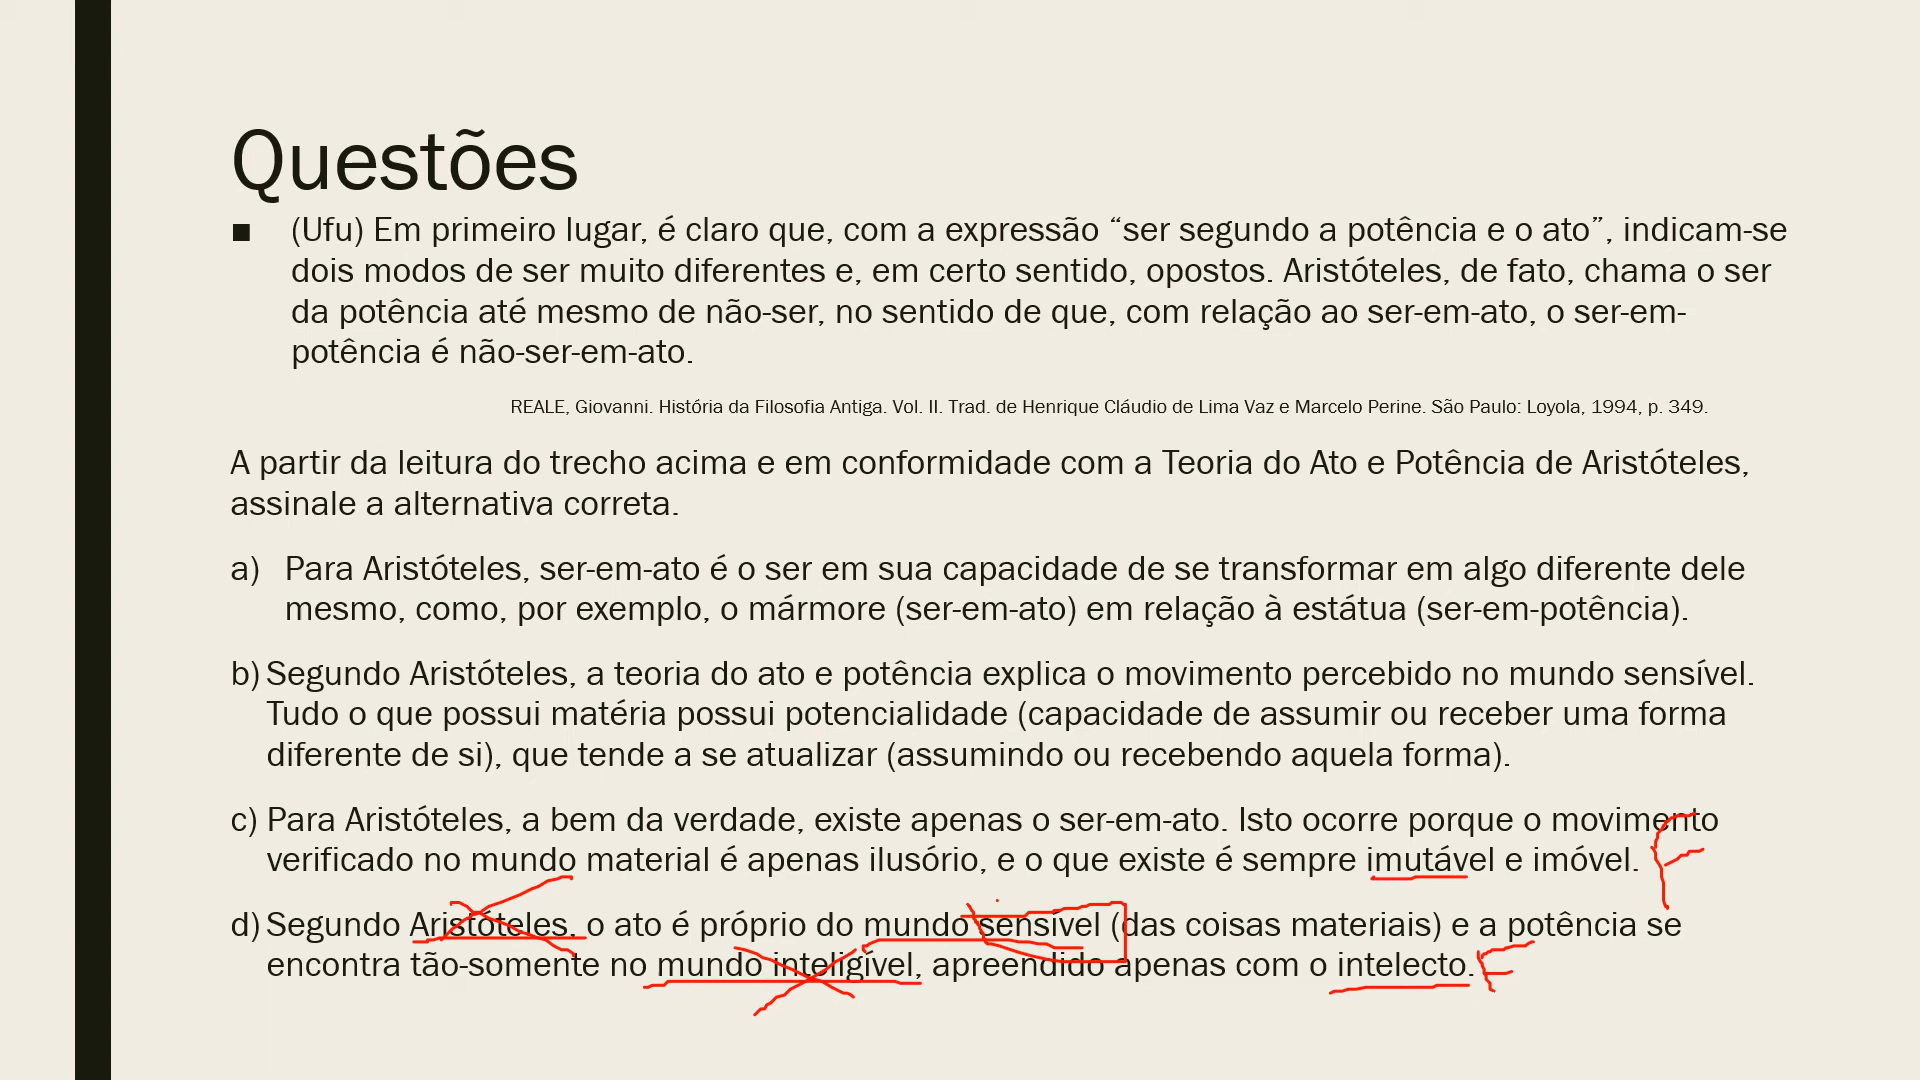 Questões
■ (Ufu) Em primeiro lugar, é claro que, com a expressão “ser segundo a potência e o ato”, indicam-se
dois modos de ser muito diferentes e, em certo sentido, opostos. Aristóteles, de fato, chama o ser
da potência até mesmo de não-ser, no sentido de que, com relação ao ser-em-ato, o ser-em-
potência é não-ser-em-ato.
REALE, Giovanni. História da Filosofia Antiga. Vol. II. Trad. de Henrique Cláudio de Lima Vaz e Marcelo Perine. São Paulo: Loyola, 1994, p. 349.
A partir da leitura do trecho acima e em conformidade com a Teoria do Ato e Potência de Aristóteles,
assinale a alternativa correta.
a) Para Aristóteles, ser-em-ato é o ser em sua capacidade de se transformar em algo diferente dele
mesmo, como, por exemplo, o mármore (ser-em-ato) em relação à estátua (ser-em-potência).
b) Segundo Aristóteles, a teoria do ato e potência explica o movimento percebido no mundo sensível.
Tudo o que possui matéria possui potencialidade (capacidade de assumir ou receber uma forma
diferente de si), que tende a se atualizar (assumindo ou recebendo aquela forma).
c) Para Aristóteles, a bem da verdade, existe apenas o ser-em-ato. Isto ocorre porque o movimento
verificado no mundo material é apenas ilusório, e o que existe é sempre imutável e imóvel. F
d) Segundo Aristóteles, o ato é próprio do mundo sensível (das coisas materiais) e a potência se
encontra tão-somente no mundo inteligível, apreendido apenas com o intelecto. F